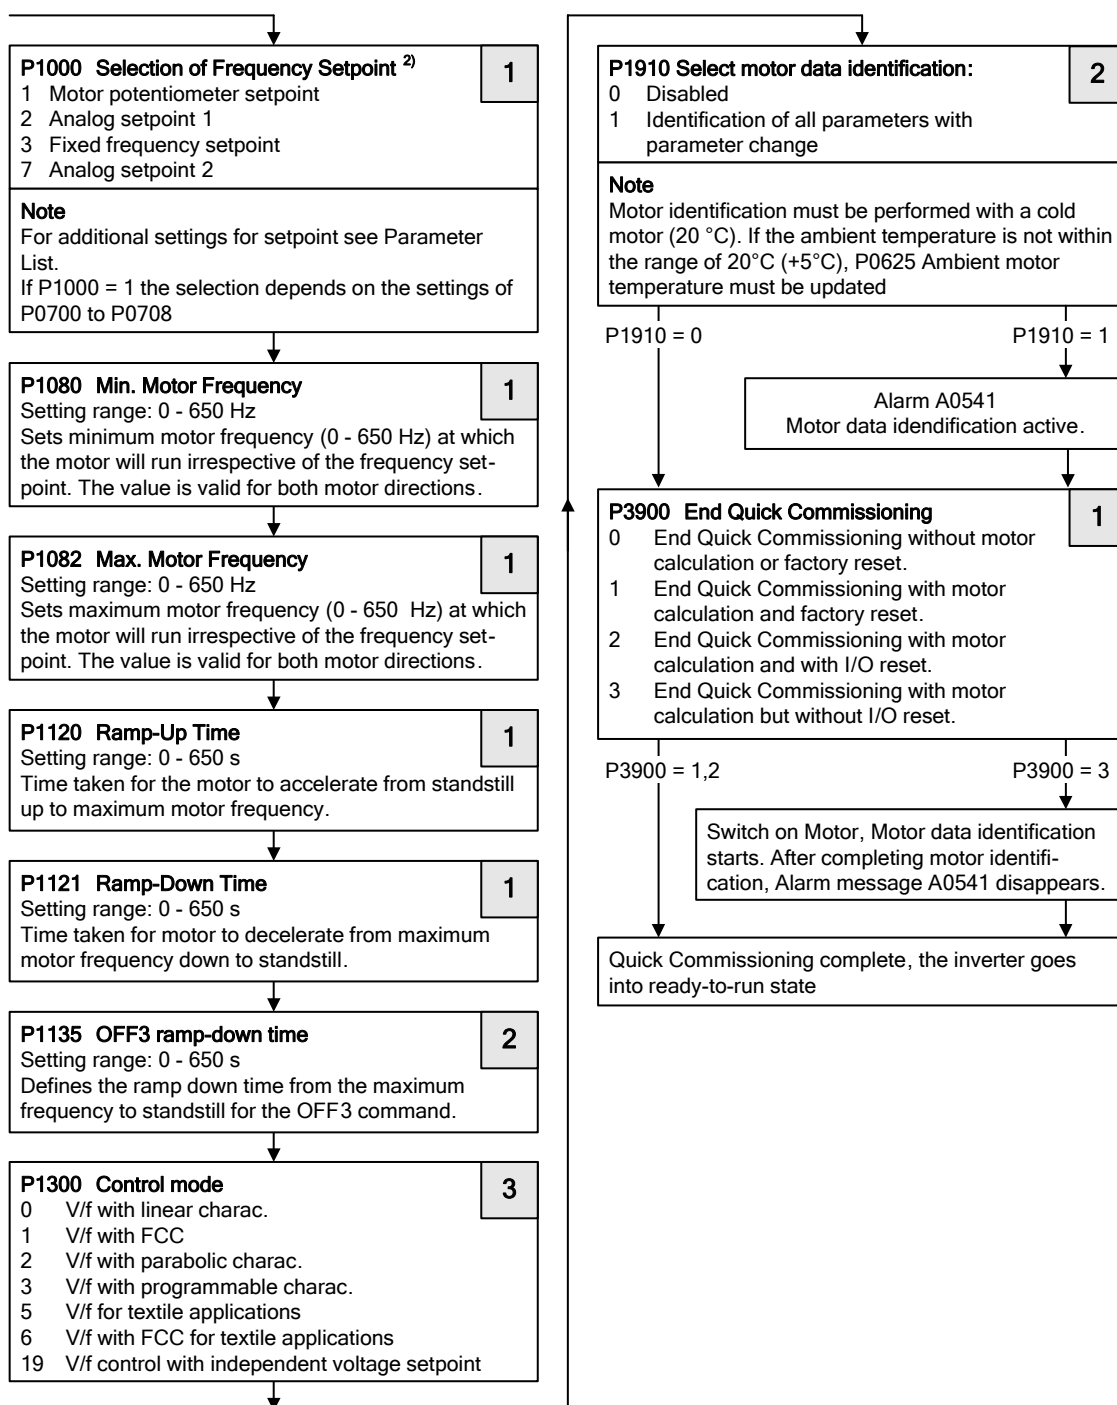 P1000 Selection of Frequency Setpoint 2)
1
1 Motor potentiometer setpoint
2 Analog setpoint 1
3 Fixed frequency setpoint
7 Analog setpoint 2
Note
For additional settings for setpoint see Parameter
List.
If P1000 = 1 the selection depends on the settings of
P0700 to P0708
P1080 Min. Motor Frequency
1
Setting range: 0 - 650 Hz
Sets minimum motor frequency (0 - 650 Hz) at which
the motor will run irrespective of the frequency set-
point. The value is valid for both motor directions.
P1082 Max. Motor Frequency
1
Setting range: 0 - 650 Hz
Sets maximum motor frequency (0 - 650 Hz) at which
the motor will run irrespective of the frequency set-
point. The value is valid for both motor directions.
P1120 Ramp-Up Time
1
Setting range: 0 - 650 s
Time taken for the motor to accelerate from standstill
up to maximum motor frequency.
P1121 Ramp-Down Time
1
Setting range: 0 - 650 s
Time taken for motor to decelerate from maximum
motor frequency down to standstill.
P1135 OFF3 ramp-down time
2
Setting range: 0 - 650 s
Defines the ramp down time from the maximum
frequency to standstill for the OFF3 command.
P1300 Control mode
3
0 V/f with linear charac.
1 V/f with FCC
2 V/f with parabolic charac.
3 V/f with programmable charac.
5 V/f for textile applications
6 V/f with FCC for textile applications
19 V/f control with independent voltage setpoint
P1910 Select motor data identification:
2
0 Disabled
1 Identification of all parameters with
parameter change
Note
Motor identification must be performed with a cold
motor (20 °C). If the ambient temperature is not within
the range of 20°C (+5°C), P0625 Ambient motor
temperature must be updated
P1910 = 0
P1910 = 1
Alarm A0541
Motor data idendification active.
P3900 End Quick Commissioning
1
0 End Quick Commissioning without motor
calculation or factory reset.
1 End Quick Commissioning with motor
calculation and factory reset.
2 End Quick Commissioning with motor
calculation and with I/O reset.
3 End Quick Commissioning with motor
calculation but without I/O reset.
P3900 = 1,2
P3900 = 3
Switch on Motor, Motor data identification
starts. After completing motor identifi-
cation, Alarm message A0541 disappears.
Quick Commissioning complete, the inverter goes
into ready-to-run state